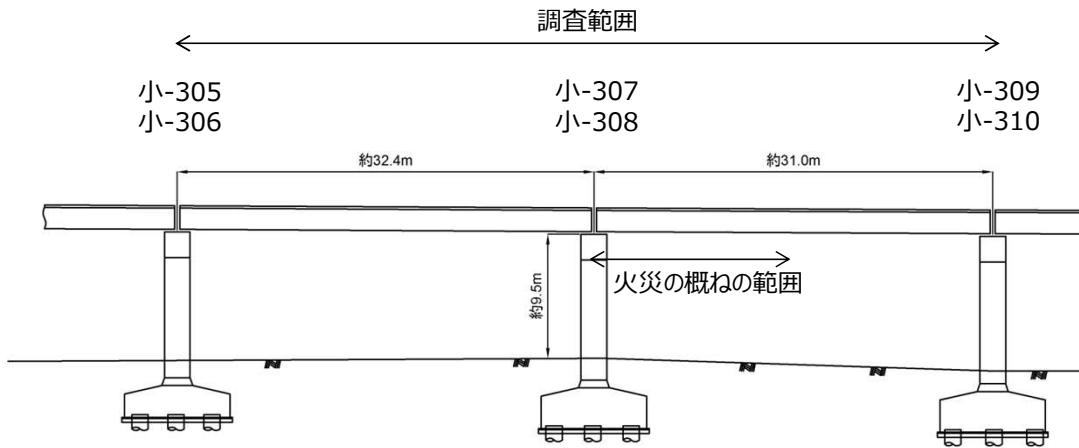 調査範囲
小-305
小-306
小-307
小-308
小-309
小-310
約32.4m
約31.0m
約9.5m
火災の概ねの範囲